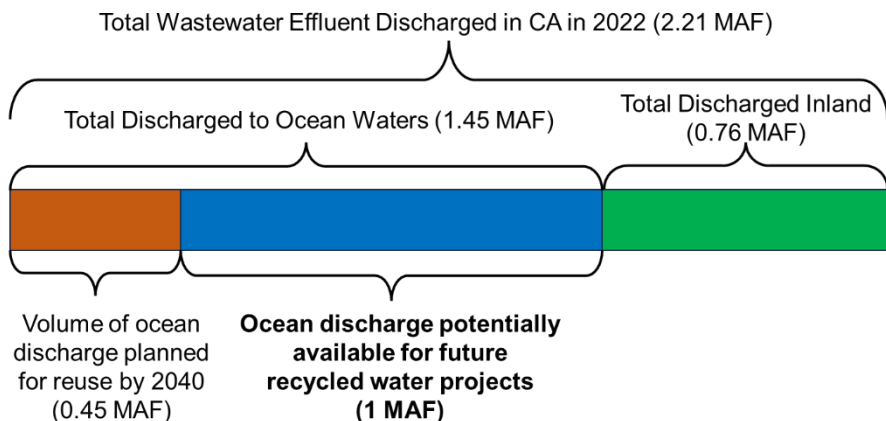 Total Wastewater Effluent Discharged in CA in 2022 (2.21 MAF)
Total Discharged to Ocean Waters (1.45 MAF)
Total Discharged Inland
(0.76 MAF)
Volume of ocean
discharge planned
for reuse by 2040
(0.45 MAF)
Ocean discharge potentially
available for future
recycled water projects
(1 MAF)